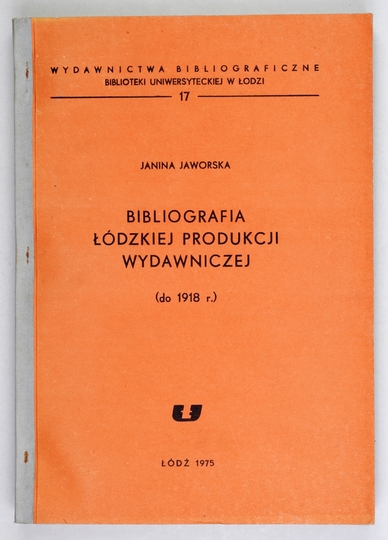 WYDAWNICTWA BIBLIOGRAFICZNE
BIBLIOTEKI UNIWERSYTECKIEJ W ŁODZI
17
JANINA JAWORSKA
BIBLIOGRAFIA
ŁÓDZKIEJ PRODUKCJI
WYDAWNICZEJ
(do 1918 r.)
ŁÓDŹ 1975